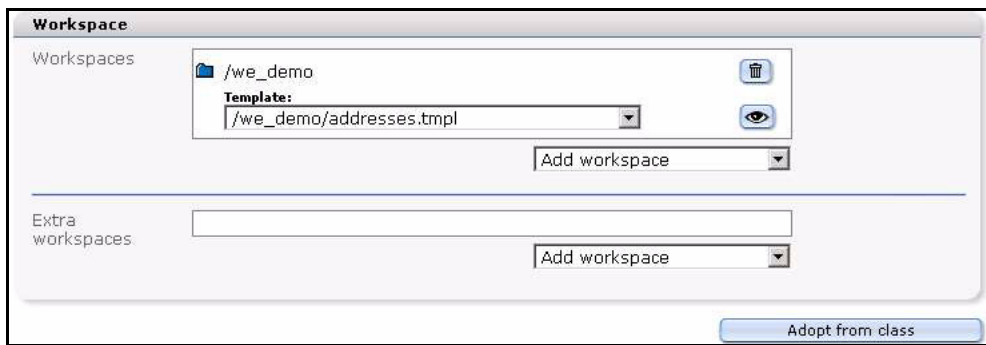 Workspace
Workspaces
/we_demo
Template:
/we_demo/addresses.tmpl
Add workspace
Extra
workspaces
Add workspace
Adopt from class